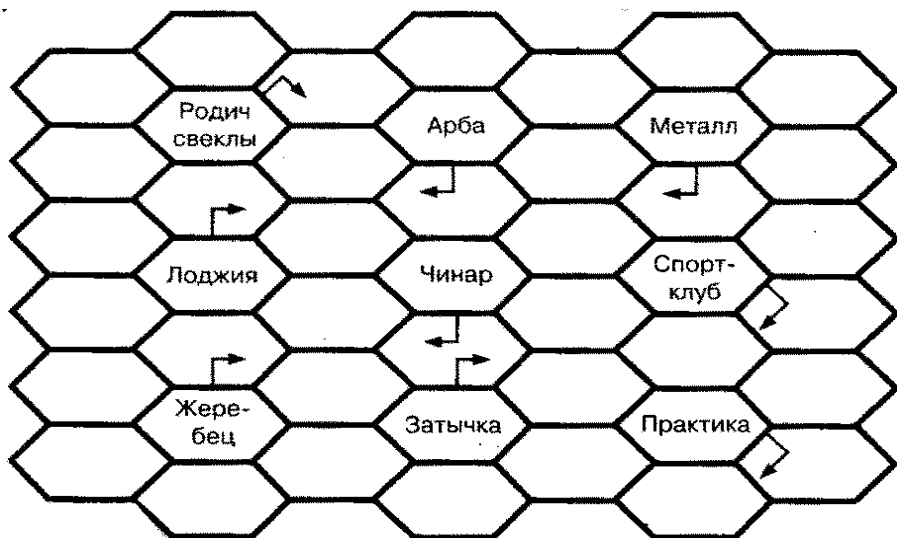 Родич
свеклы
Арба
Металл
Лоджия
Чинар
Спорт-
клуб
Жере-
бец
Затычка
Практика